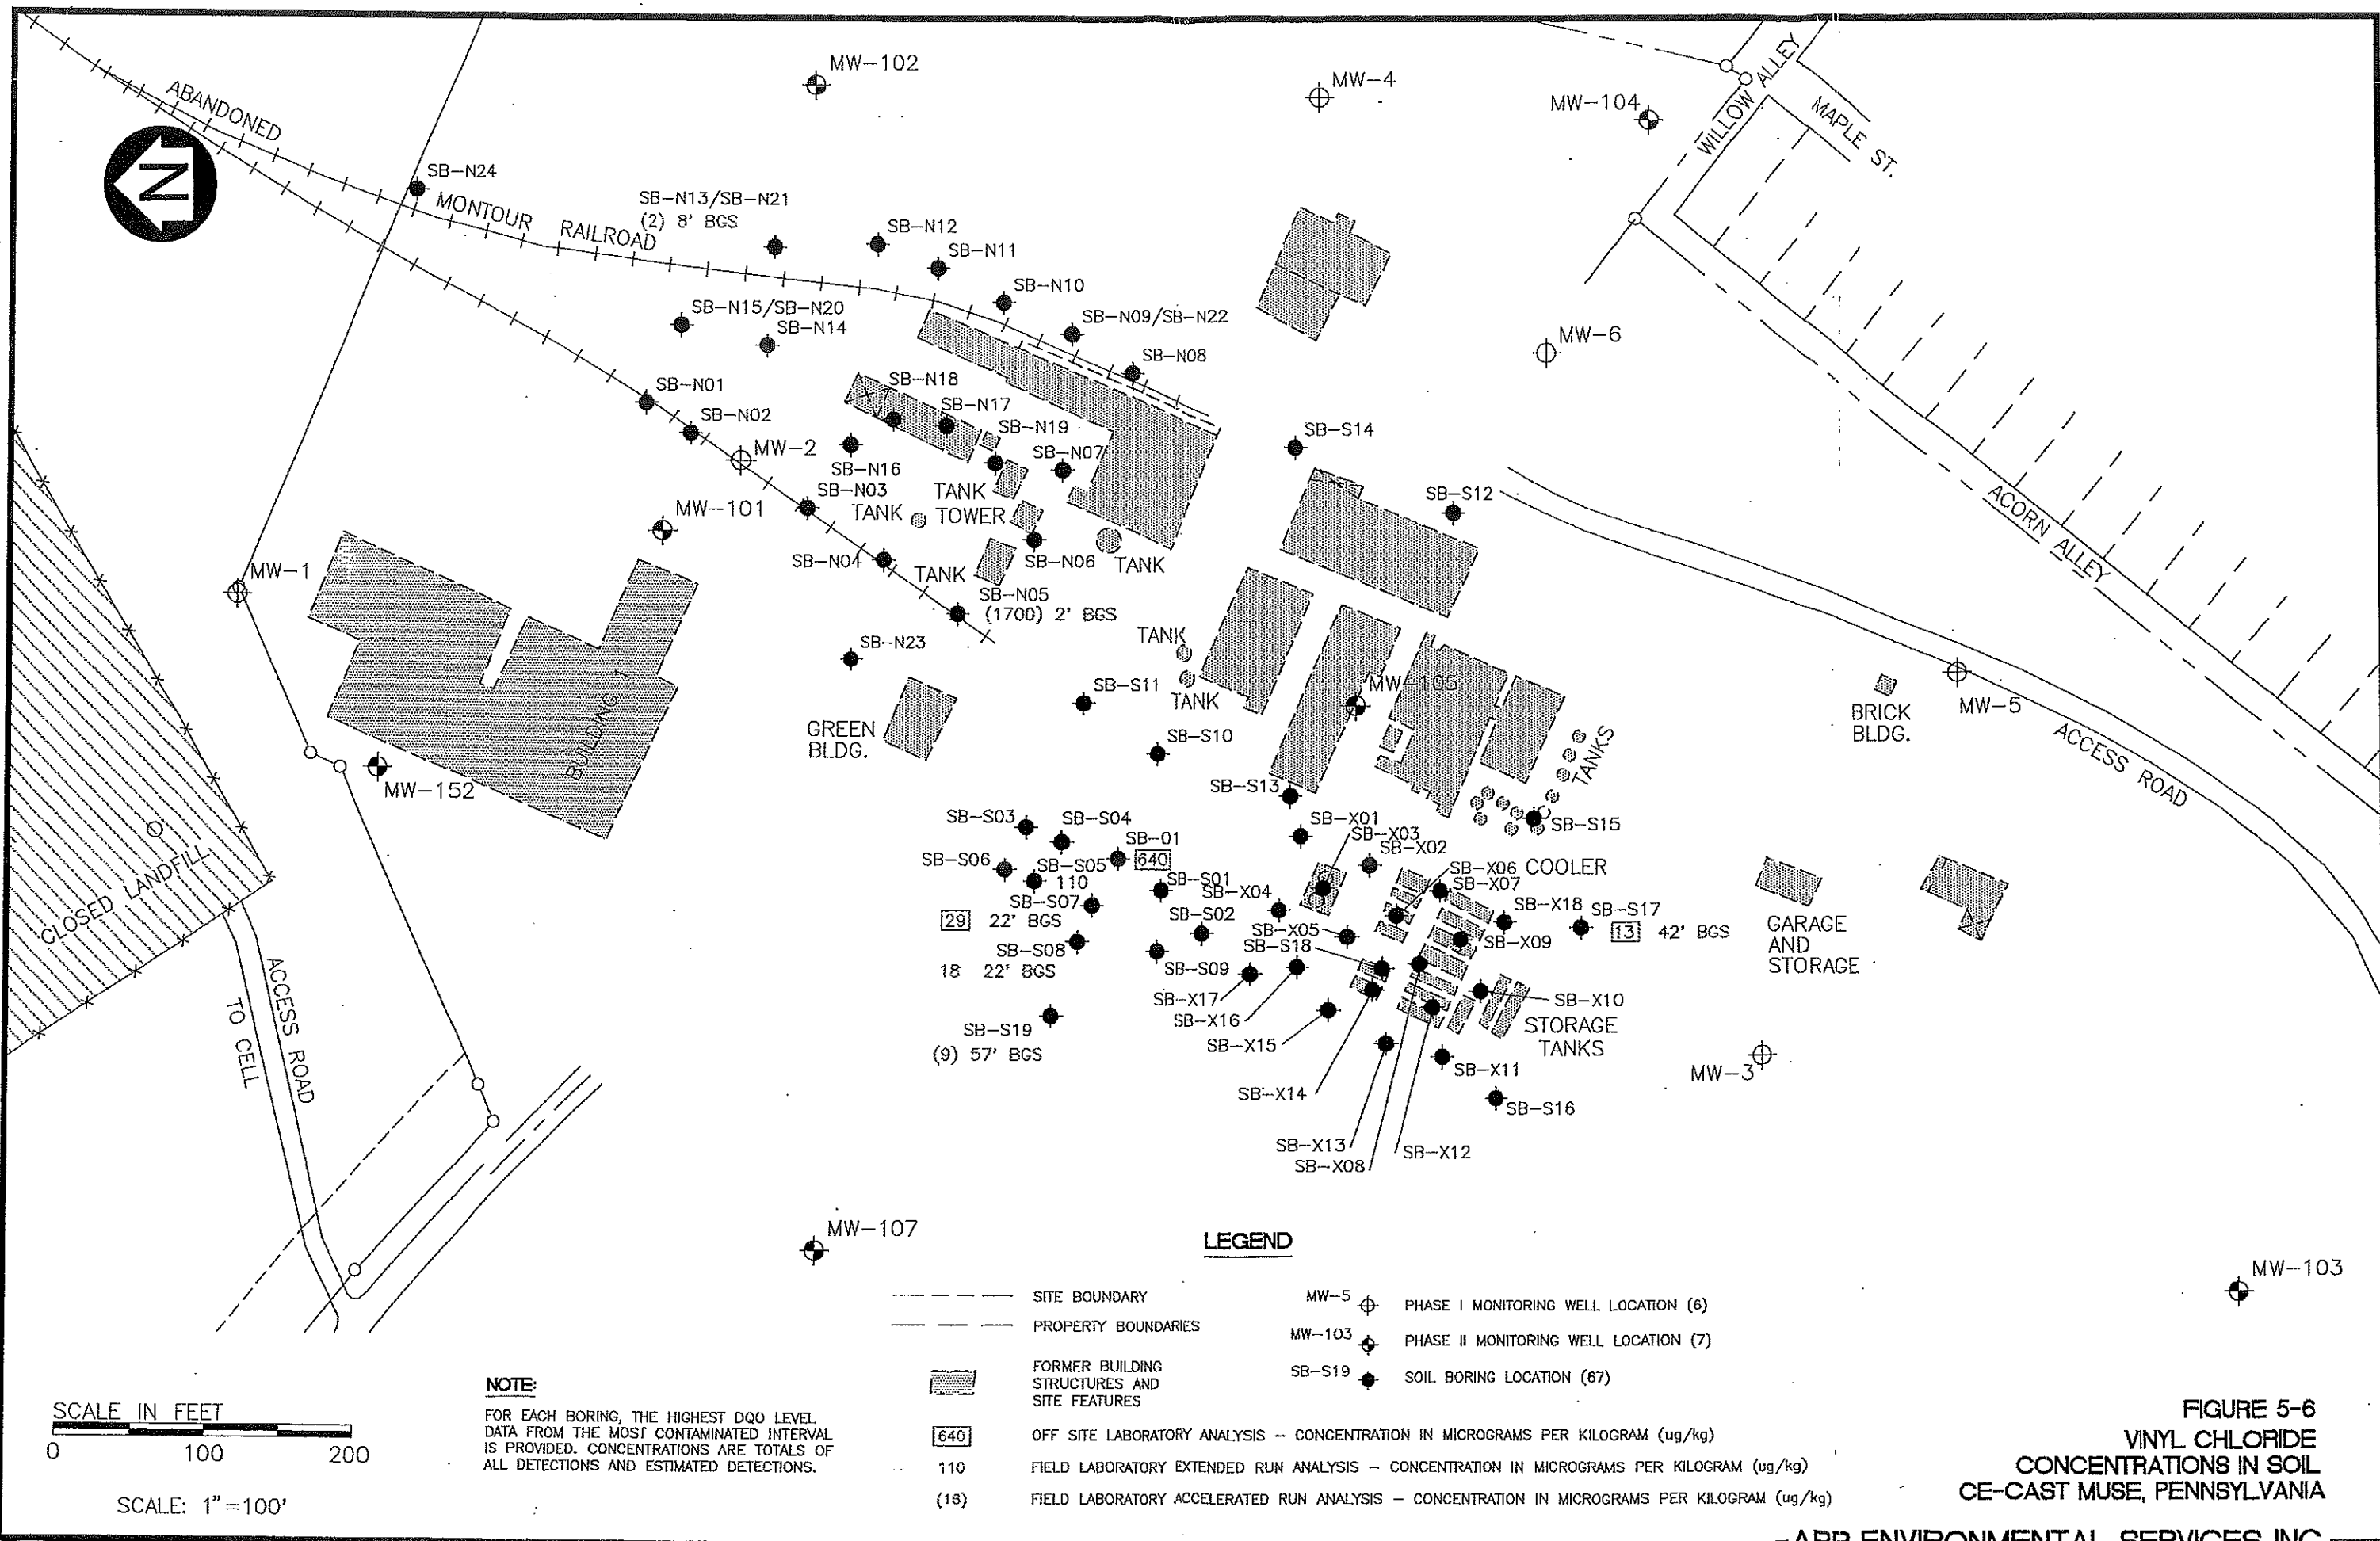 MW-102
MW-4
MW-104
WILLOW ALLEY
MAPLE ST.
ABANDONED
MONTOUR RAILROAD
N
SB-N24
SB-N13/SB-N21
(2) 8' BGS
SB-N12
SB-N11
SB-N10
SB-N09/SB-N22
SB-N08
SB-N15/SB-N20
SB-N14
MW-6
SB-N01
SB-N02
SB-N18
SB-N17
SB-N19
SB-N07
SB-S14
MW-2
SB-N16
SB-N03
TANK
TANK
TOWER
SB-S12
MW-101
ACORN ALLEY
SB-N04
TANK
SB-N06
TANK
MW-1
SB-N05
(1700) 2' BGS
TANK
SB-N23
TANK
SB-S11
MW-105
MW-5
BRICK
BLDG.
ACCESS ROAD
GREEN
BLDG.
BUILDING 1
SB-S10
TANKS
MW-152
SB-S13
SB-S03
SB-S04
SB-01
640
SB-X01
SB-X03
SB-X02
SB-S15
SB-S06
SB-S05
110
SB-S01
SB-X04
SB-X06
COOLER
SB-X07
CLOSED LANDFILL
SB-S07
29 22' BGS
SB-S02
SB-X05
SB-S18
SB-X18
SB-X09
SB-S17
13 42' BGS
GARAGE
AND
STORAGE
SB-S08
18 22' BGS
SB-S09
SB-X17
SB-X16
SB-X10
STORAGE
TANKS
ACCESS ROAD
TO CELL
SB-S19
(9) 57' BGS
SB-X15
SB-X11
MW-3
SB-X14
SB-S16
SB-X13
SB-X08
SB-X12
MW-107
MW-103
LEGEND
SITE BOUNDARY
PROPERTY BOUNDARIES
FORMER BUILDING
STRUCTURES AND
SITE FEATURES
MW-5 PHASE I MONITORING WELL LOCATION (6)
MW-103 PHASE II MONITORING WELL LOCATION (7)
SB-S19 SOIL BORING LOCATION (67)
640 OFF SITE LABORATORY ANALYSIS - CONCENTRATION IN MICROGRAMS PER KILOGRAM (ug/kg)
110 FIELD LABORATORY EXTENDED RUN ANALYSIS - CONCENTRATION IN MICROGRAMS PER KILOGRAM (ug/kg)
(16) FIELD LABORATORY ACCELERATED RUN ANALYSIS - CONCENTRATION IN MICROGRAMS PER KILOGRAM (ug/kg)
SCALE IN FEET
0 100 200
SCALE: 1"=100'
NOTE:
FOR EACH BORING, THE HIGHEST DQO LEVEL
DATA FROM THE MOST CONTAMINATED INTERVAL
IS PROVIDED. CONCENTRATIONS ARE TOTALS OF
ALL DETECTIONS AND ESTIMATED DETECTIONS.
FIGURE 5-6
VINYL CHLORIDE
CONCENTRATIONS IN SOIL
CE-CAST MUSE, PENNSYLVANIA
ABB ENVIRONMENTAL SERVICES INC